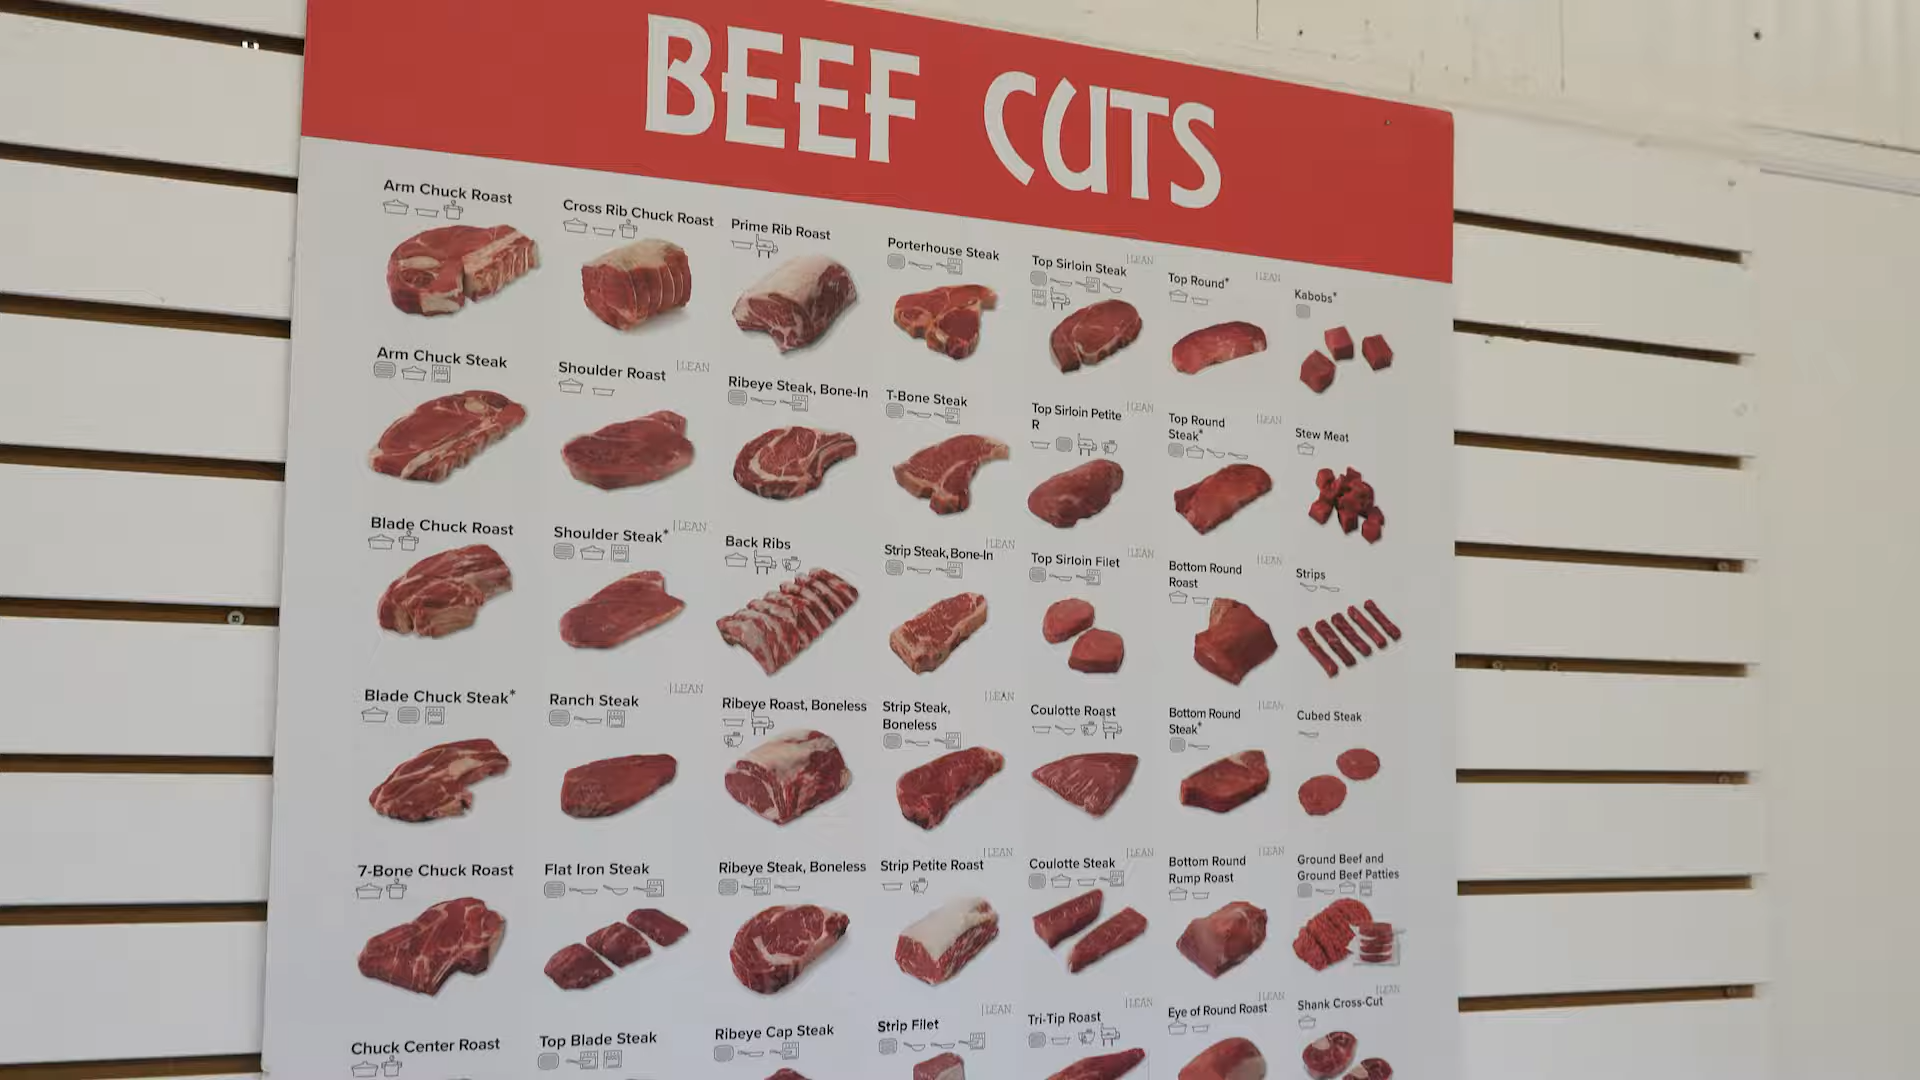 BEEF CUTS
Arm Chuck Roast
Arm Chuck Steak
Blade Chuck Roast
Blade Chuck Steak*
7-Bone Chuck Roast
Chuck Center Roast
Cross Rib Chuck Roast
Shoulder Roast
LEAN
Shoulder Steak*
LEAN
Ranch Steak
LEAN
Flat Iron Steak
Top Blade Steak
Prime Rib Roast
Ribeye Steak, Bone-In
Back Ribs
Ribeye Roast, Boneless
Ribeye Steak, Boneless
Ribeye Cap Steak
Porterhouse Steak
T-Bone Steak
Strip Steak, Bone-In
LEAN
Strip Steak,
Boneless
LEAN
Strip Petite Roast
LEAN
Strip Filet
LEAN
Top Sirloin Steak
LEAN
Top Sirloin Petite
R
LEAN
Top Sirloin Filet
LEAN
Coulotte Roast
LEAN
Coulotte Steak
LEAN
Tri-Tip Roast
LEAN
Top Round*
LEAN
Top Round
Steak*
LEAN
Bottom Round
Roast
LEAN
Bottom Round
Steak*
LEAN
Bottom Round
Rump Roast
LEAN
Eye of Round Roast
LEAN
Kabobs*
Stew Meat
Strips
Cubed Steak
Ground Beef and
Ground Beef Patties
Shank Cross-Cut
LEAN